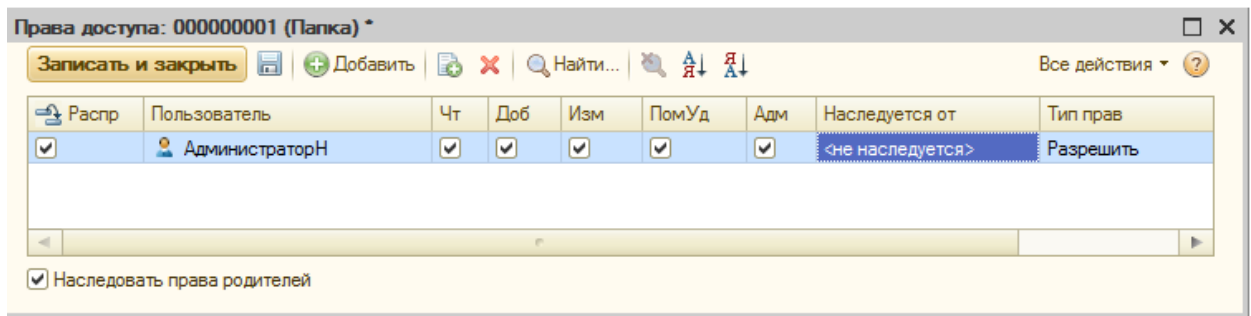 Права доступа: 000000001 (Папка) *
Записать и закрыть Добавить Найти... А Я Я А Все действия ?
Распр Пользователь Чт Доб Изм ПомУд Адм Наследуется от Тип прав
АдминистраторН <не наследуется> Разрешить
Наследовать права родителей